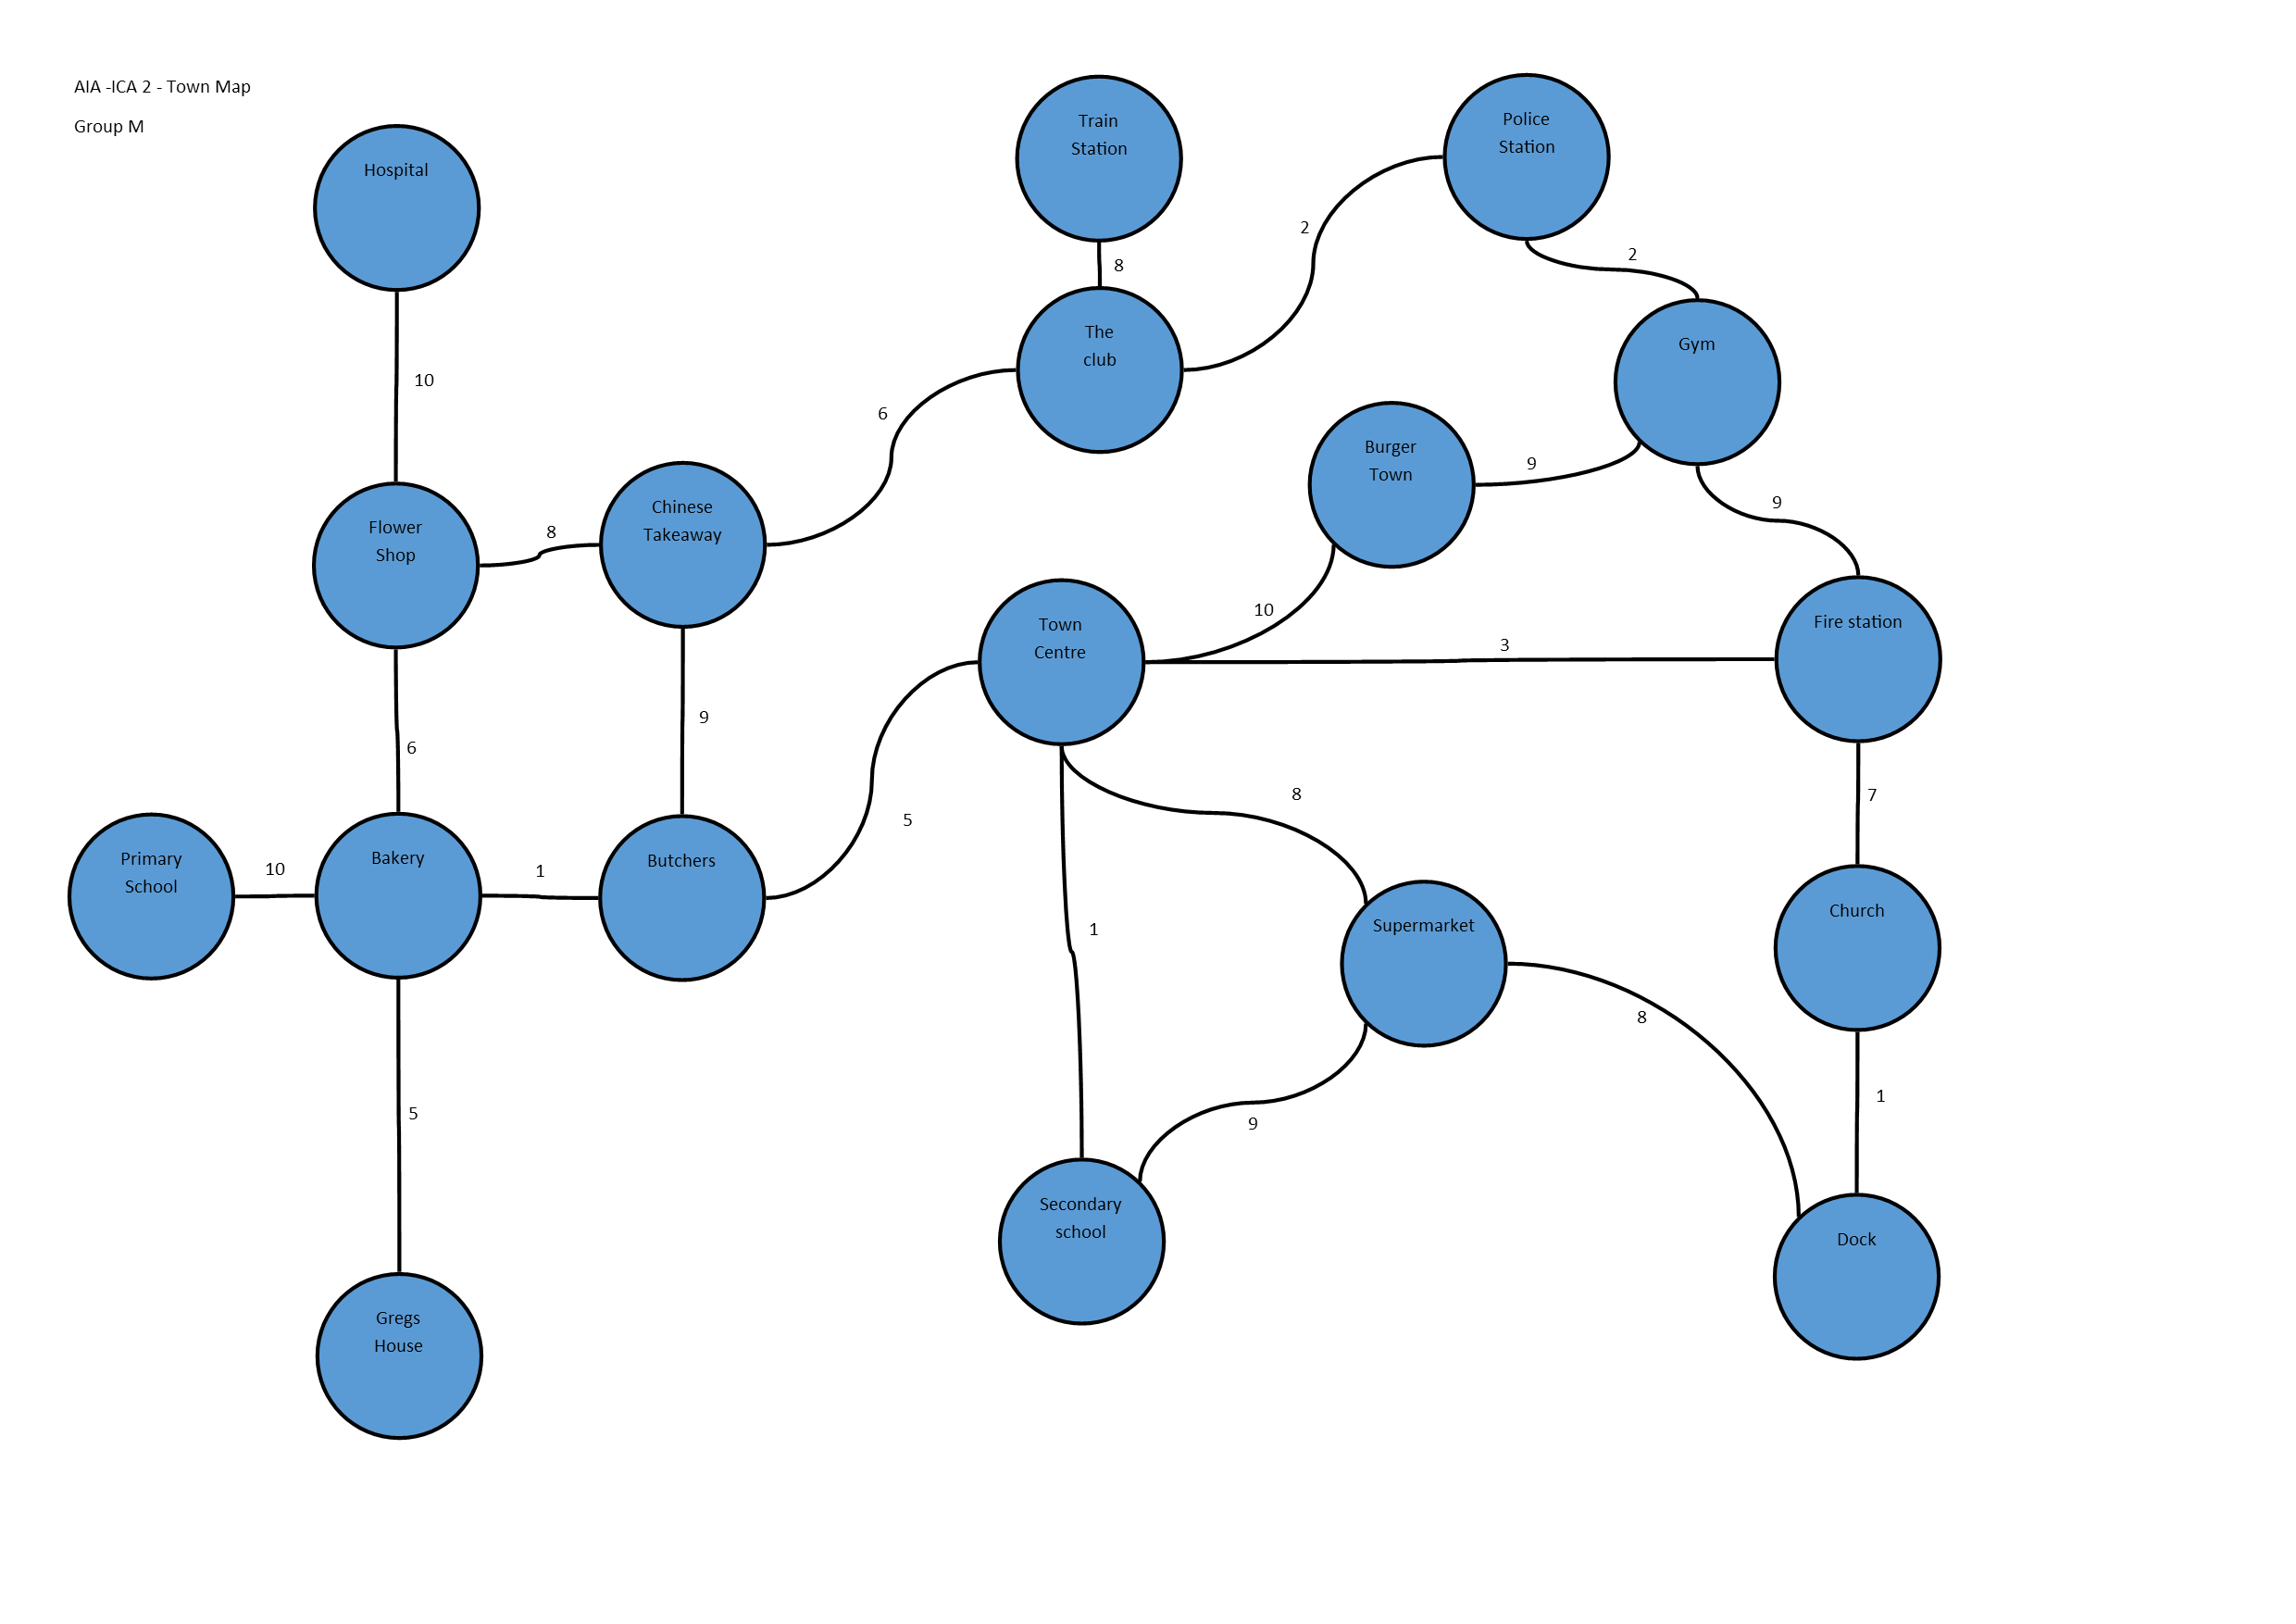 AIA -ICA 2 - Town Map
Group M
Train
Station
Police
Station
Hospital
2
2
8
The
club
Gym
10
6
Burger
Town
9
9
Chinese
Takeaway
Flower
Shop
8
10
Town
Centre
Fire station
3
9
6
8
7
5
Primary
School
10
Bakery
1
Butchers
1
Supermarket
Church
8
5
9
1
Secondary
school
Dock
Gregs
House